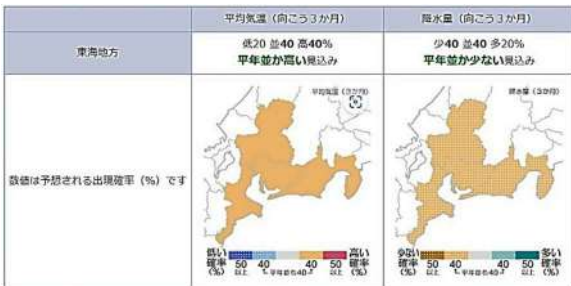 平均気温（向こう３か月）
降水量（向こう３か月）
東海地方
低20 並40 高40%
平年並か高い見込み
少40 並40 多20%
平年並か少ない見込み
数値は予想される出現確率（%）です
平均気温（３か月）
降水量（３か月）
低い確率(%)
50以上
40
平年並も40
40
50以上
高い確率(%)
少ない確率(%)
50以上
40
平年並も40
40
50以上
多い確率(%)